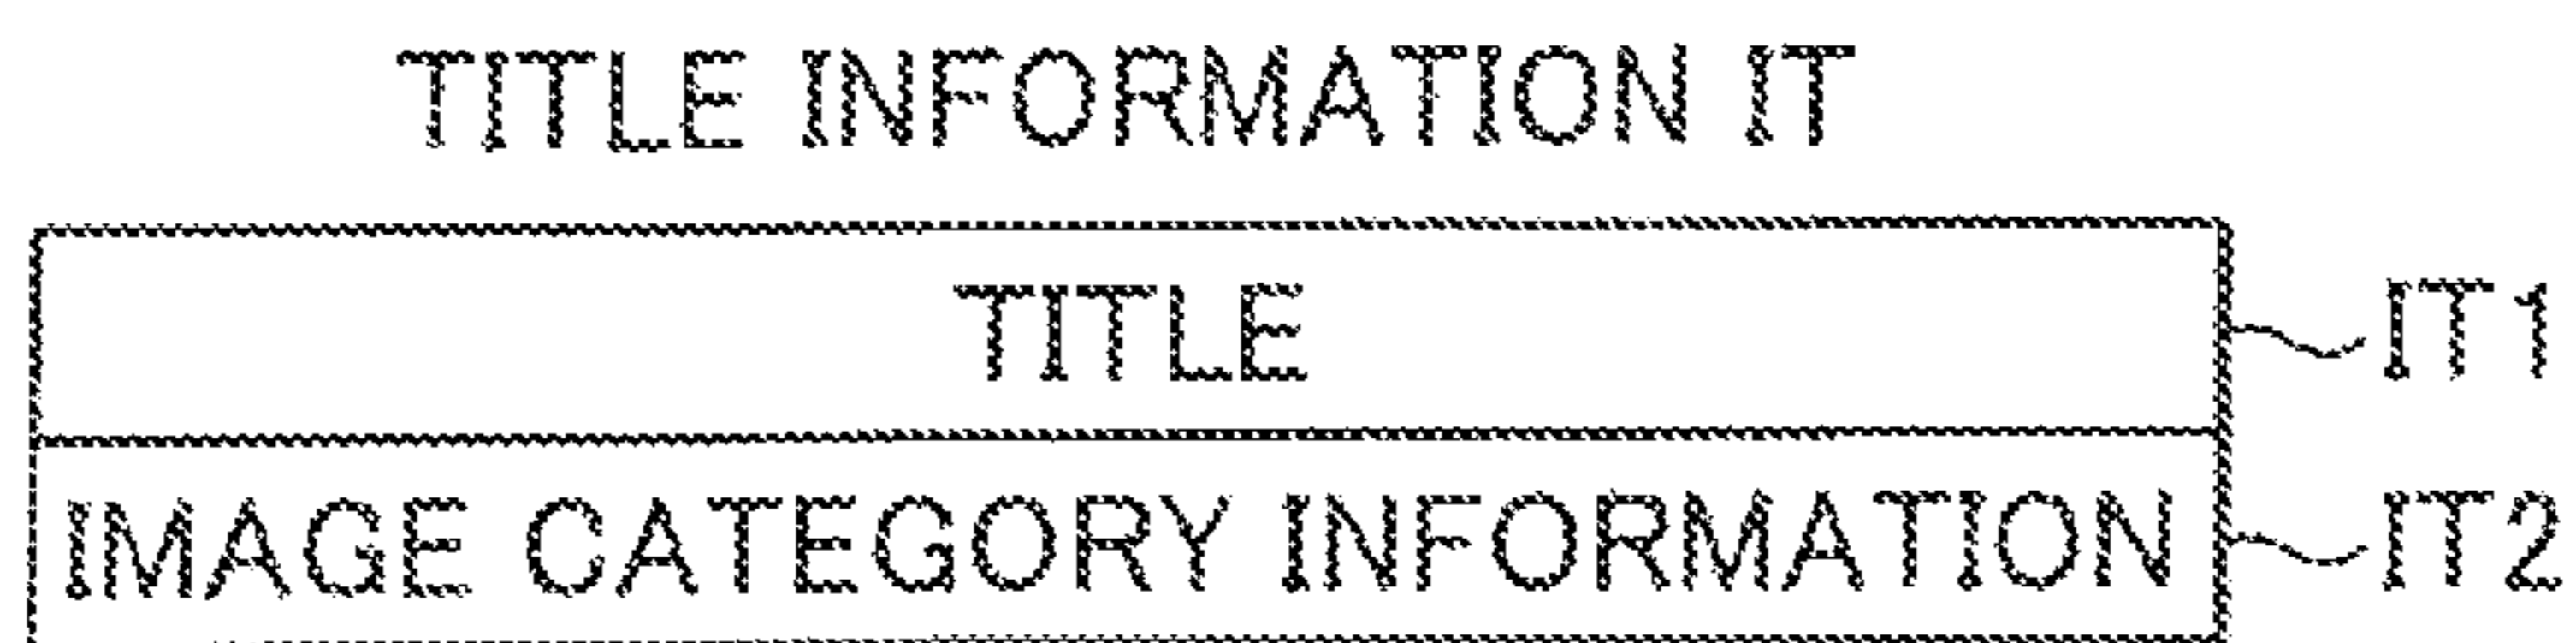 TITLE INFORMATION IT
TITLE IT1
IMAGE CATEGORY INFORMATION IT2